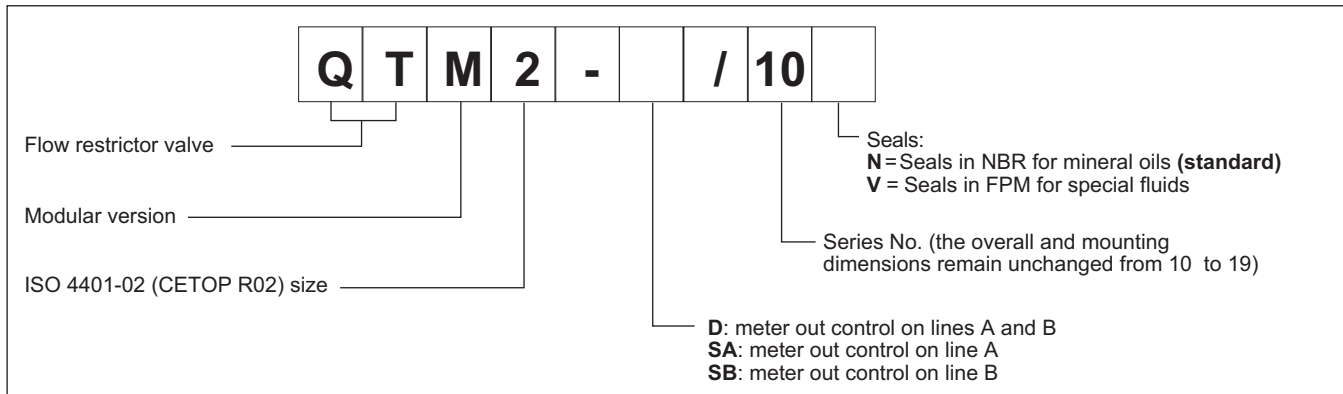 QTM2-/10
Flow restrictor valve
Modular version
ISO 4401-02 (CETOP R02) size
Seals:
N = Seals in NBR for mineral oils (standard)
V = Seals in FPM for special fluids
Series No. (the overall and mounting
dimensions remain unchanged from 10 to 19)
D: meter out control on lines A and B
SA: meter out control on line A
SB: meter out control on line B